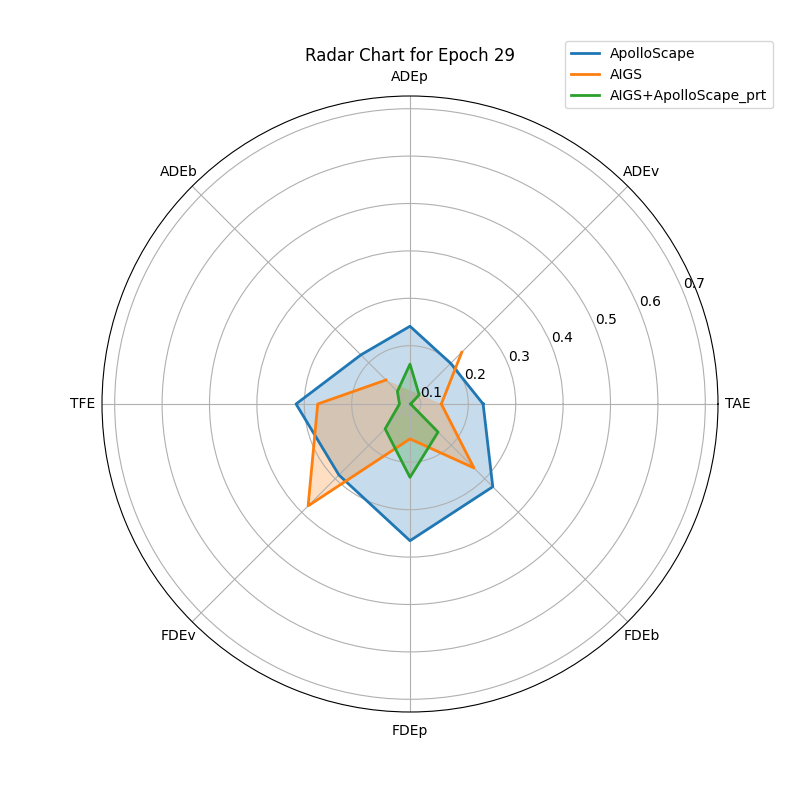 Radar Chart for Epoch 29
ApolloScape
AIGS
AIGS+ApolloScape_prt
ADEp
ADEb
ADEv
0.7
0.6
0.5
0.4
0.3
0.2
0.1
TFE
TAE
FDEv
FDEb
FDEp